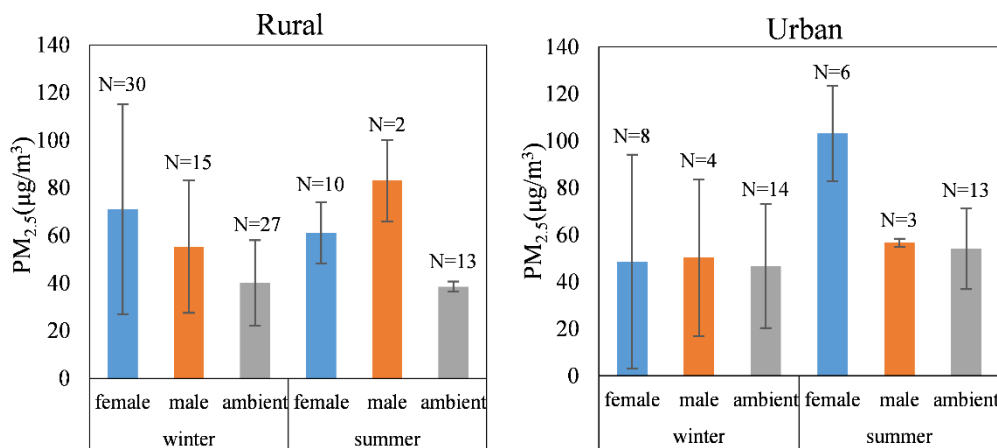 Rural
PM2.5(μg/m³)
140
120
100
80
60
40
20
0
N=30
N=15
N=27
N=10
N=2
N=13
female male ambient female male ambient
winter summer
Urban
PM2.5(μg/m³)
140
120
100
80
60
40
20
0
N=8
N=4
N=14
N=6
N=3
N=13
female male ambient female male ambient
winter summer